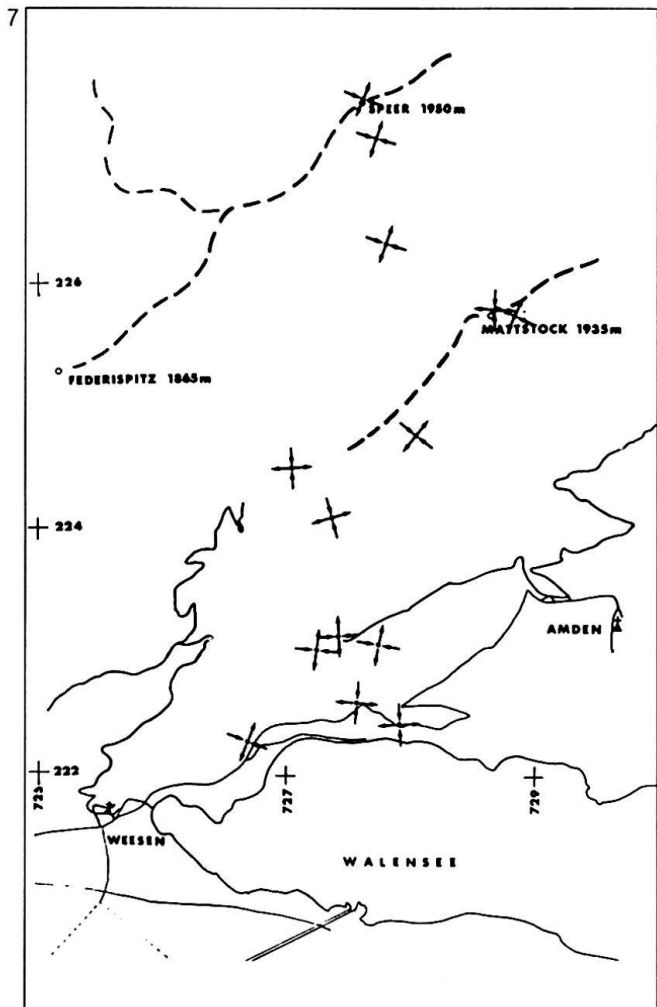 7
SPEER 1950m
226
MATTSTOCK 1935m
FEDERISPITZ 1865m
224
AMDEN
222
725
727
729
WEESEN
WALENSEE